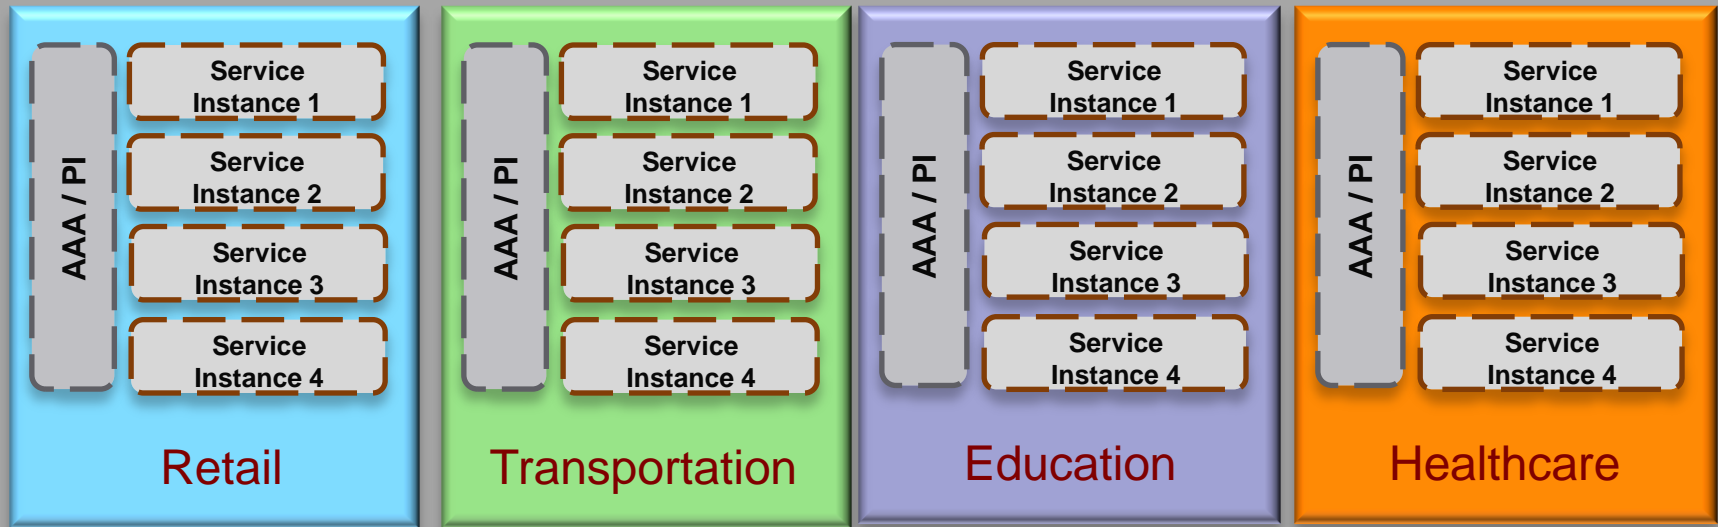 AAA / PI
Service
Instance 1
Service
Instance 2
Service
Instance 3
Service
Instance 4
Retail
AAA / PI
Service
Instance 1
Service
Instance 2
Service
Instance 3
Service
Instance 4
Transportation
AAA / PI
Service
Instance 1
Service
Instance 2
Service
Instance 3
Service
Instance 4
Education
AAA / PI
Service
Instance 1
Service
Instance 2
Service
Instance 3
Service
Instance 4
Healthcare